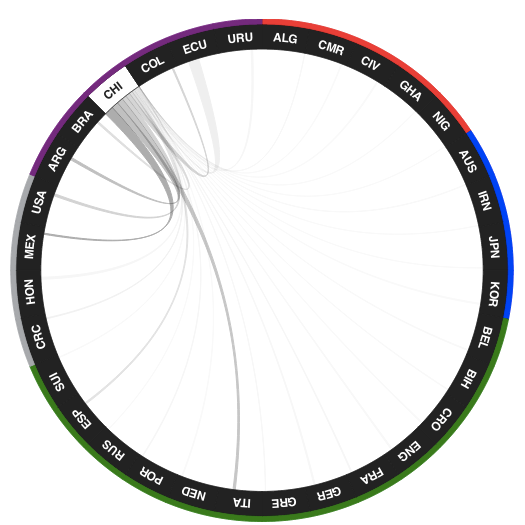 URU
ALG
CMR
CIV
GHA
NIG
AUS
IRN
JPN
KOR
BEL
BIH
CRO
ENG
FRA
GER
GRE
ITA
NED
POR
RUS
ESP
SUI
CRC
HON
MEX
USA
ARG
BRA
CHI
COL
ECU